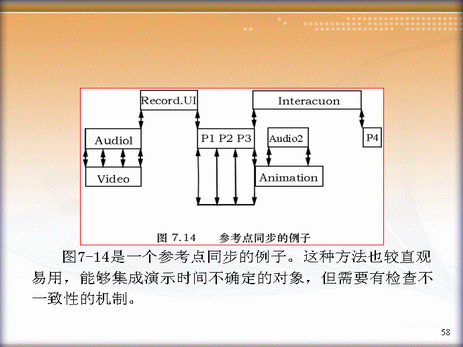 Record.UI
Interacuon
Audiol
P1 P2 P3
Audio2
P4
Video
Animation
图 7.14 参考点同步的例子
图7-14是一个参考点同步的例子。这种方法也较直观
易用，能够集成演示时间不确定的对象，但需要有检查不
一致性的机制。
58